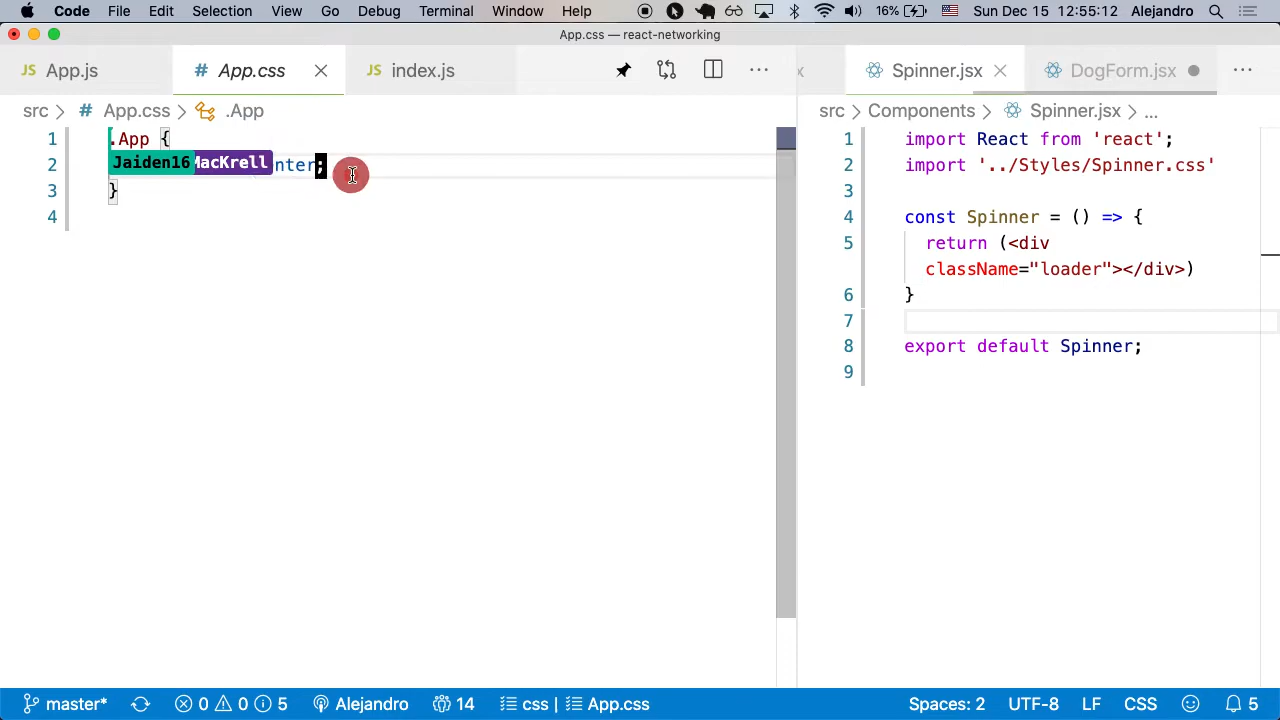 Code File Edit Selection View Go Debug Terminal Window Help 16% Sun Dec 15 12:55:12 Alejandro
App.css — react-networking
JS App.js # App.css JS index.js
src > # App.css > .App
1 .App {
2 Jaiden16 MacKrell nter;
3 }
4
x Spinner.jsx DogForm.jsx
src > Components > Spinner.jsx > ...
1 import React from 'react';
2 import '../Styles/Spinner.css'
3
4 const Spinner = () => {
5 return (<div
className="loader"></div>)
6 }
7
8 export default Spinner;
9
master* 0 0 5 Alejandro 14 css | App.css Spaces: 2 UTF-8 LF CSS 5